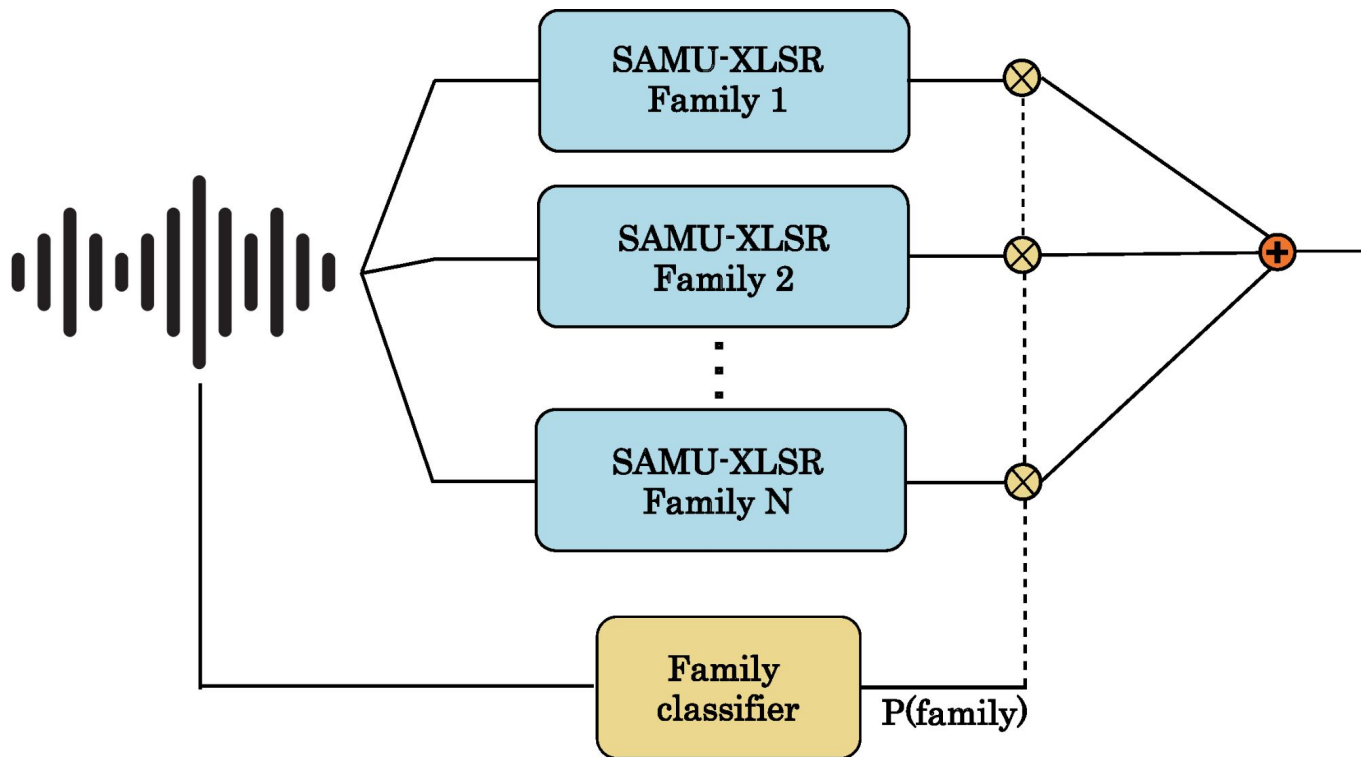 SAMU-XLSR
Family 1
SAMU-XLSR
Family 2
SAMU-XLSR
Family N
Family
classifier
P(family)